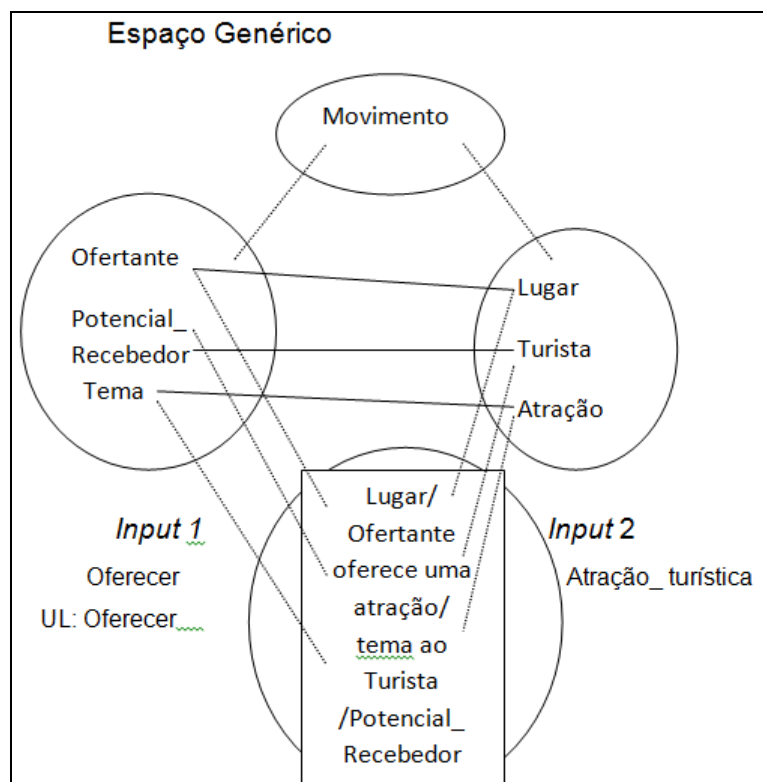 Espaço Genérico
Movimento
Ofertante
Potencial_
Recebedor
Tema
Lugar
Turista
Atração
Input 1
Oferecer
UL: Oferecer
Lugar/
Ofertante
oferece uma
atração/
tema ao
Turista
/Potencial_
Recebedor
Input 2
Atração_ turística